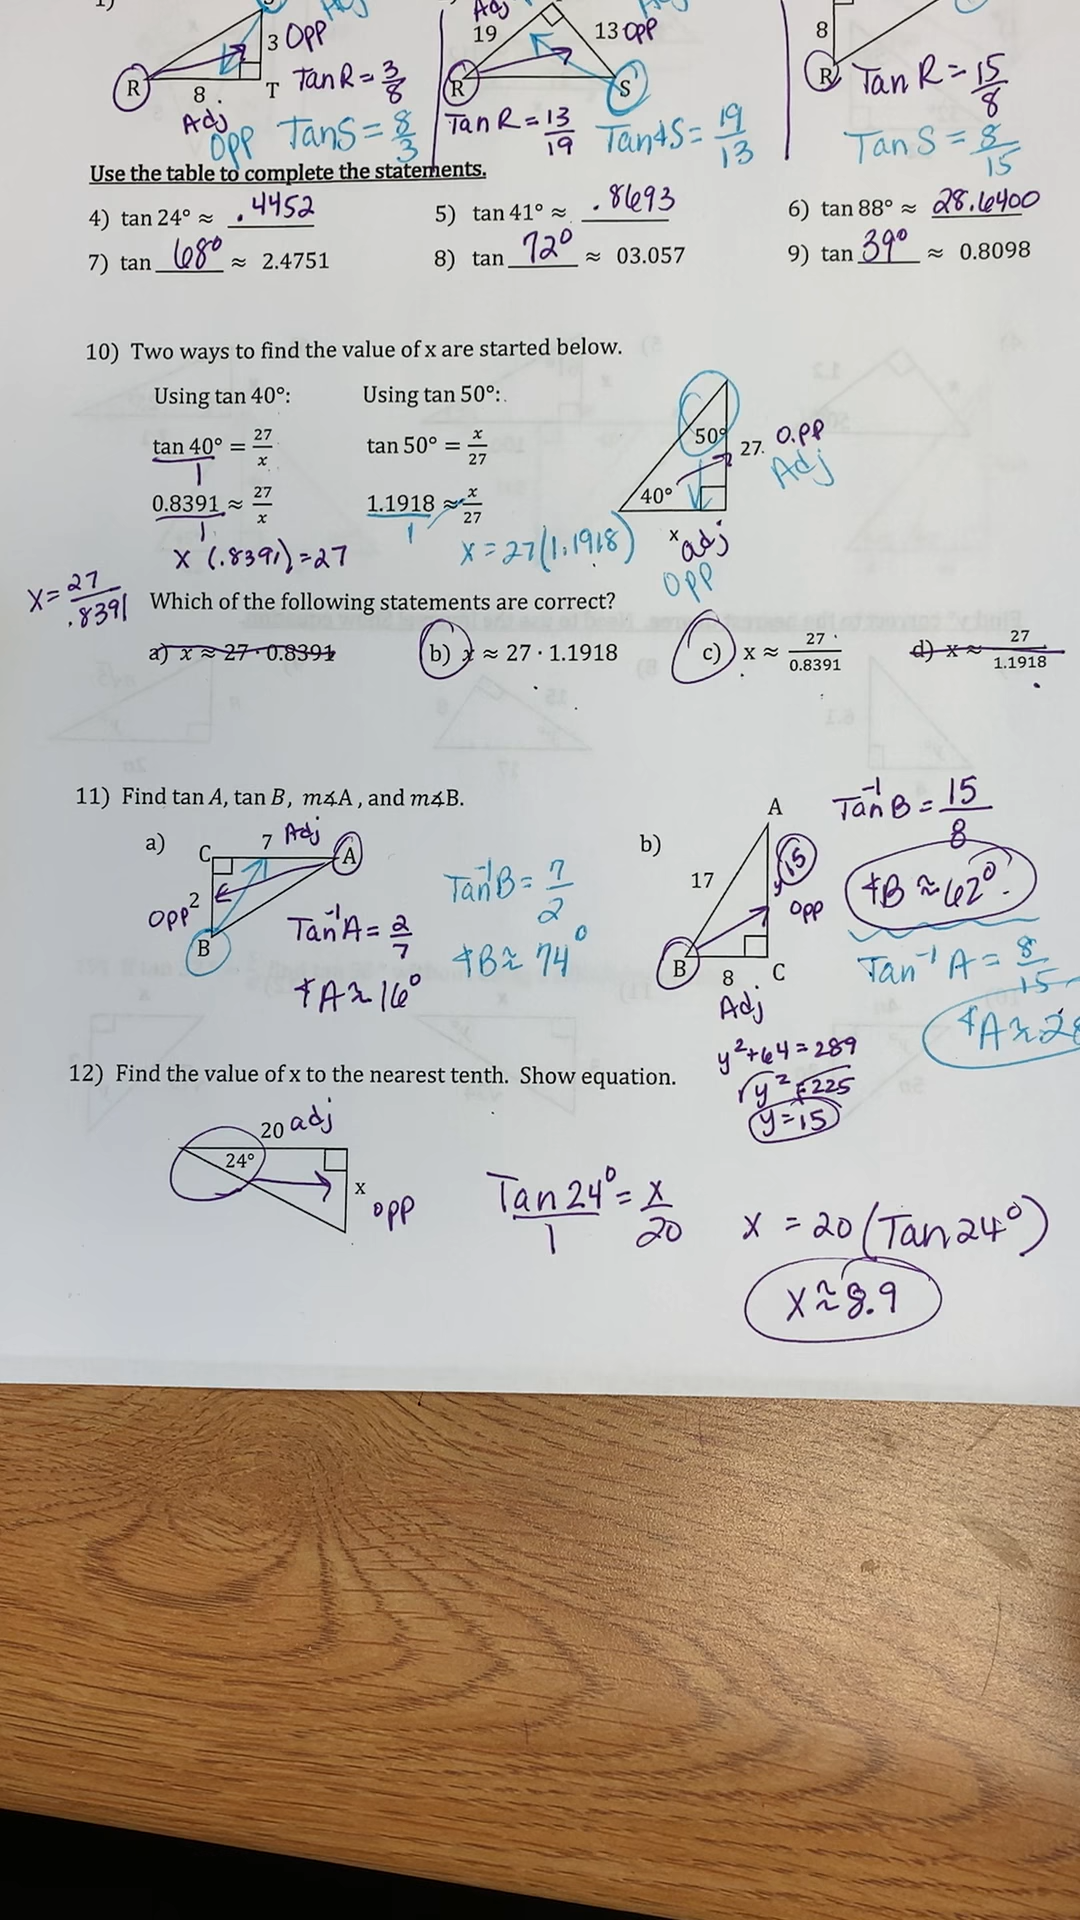 1)
3 Opp
R
8
T
Adj
Tan R = 3/8
Opp
Tan S = 8/3
Adj
19
13 opp
R
S
Tan R = 13/19
Tan∡S = 19/13
8
R
Tan R = 15/8
Tan S = 8/15
Use the table to complete the statements.
4) tan 24° ≈ .4452
5) tan 41° ≈ .8693
6) tan 88° ≈ 28.6400
7) tan 68° ≈ 2.4751
8) tan 72° ≈ 03.057
9) tan 39° ≈ 0.8098
10) Two ways to find the value of x are started below.
Using tan 40°:
tan 40° = 27/x
1
0.8391 ≈ 27/x
1
x (.8391) = 27
x = 27/.8391
Using tan 50°:
tan 50° = x/27
1.1918 ≈ x/27
1
x = 27(1.1918)
50°
27
opp
Adj
40°
x
adj
opp
Which of the following statements are correct?
a) x ≈ 27 · 0.8391
b) x ≈ 27 · 1.1918
c) x ≈ 27/0.8391
d) x ≈ 27/1.1918
11) Find tan A, tan B, m∡A , and m∡B.
a)
C
7 Adj
A
opp 2
B
Tan⁻¹A = 2/7
∡A ≈ 16°
Tan⁻¹B = 7/2
∡B ≈ 74°
b)
A
17
y
15
opp
B
8
C
Adj
y² + 64 = 289
√y² = √225
y = 15
Tan⁻¹B = 15/8
∡B ≈ 62°
Tan⁻¹ A = 8/15
∡A ≈ 28
12) Find the value of x to the nearest tenth. Show equation.
20 adj
24°
x
opp
Tan 24°/1 = x/20
x = 20 (Tan 24°)
x ≈ 8.9